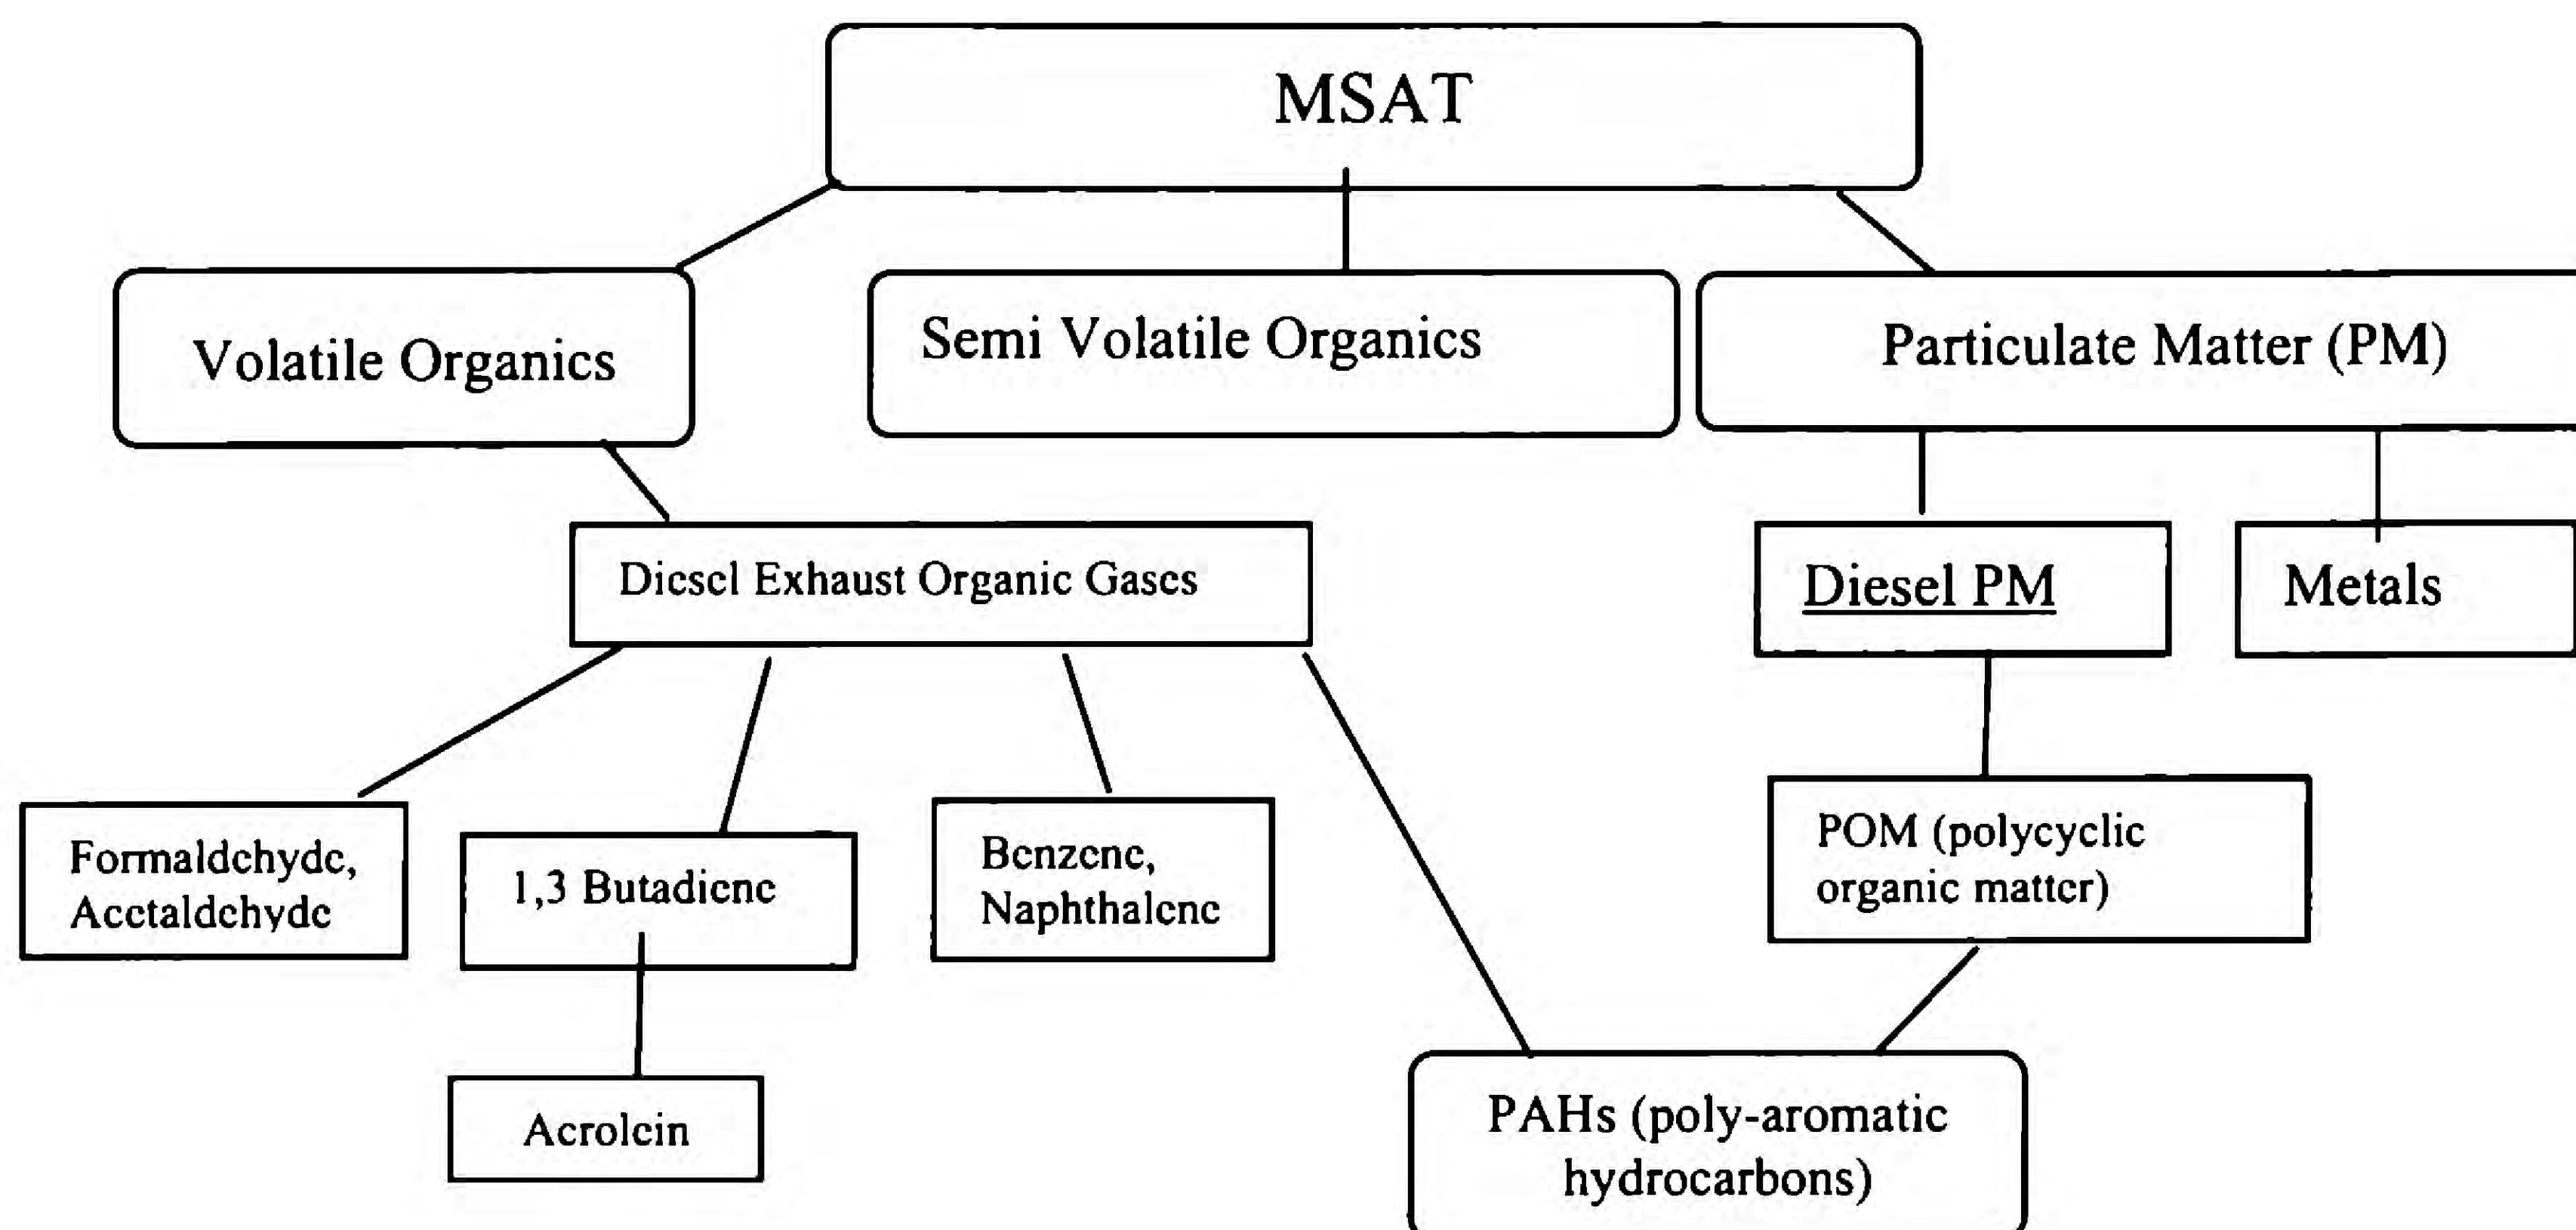 MSAT
Volatile Organics
Semi Volatile Organics
Particulate Matter (PM)
Diesel Exhaust Organic Gases
Diesel PM
Metals
Formaldehyde,
Acetaldehyde
1,3 Butadiene
Benzene,
Naphthalene
POM (polycyclic
organic matter)
Acrolein
PAHs (poly-aromatic
hydrocarbons)